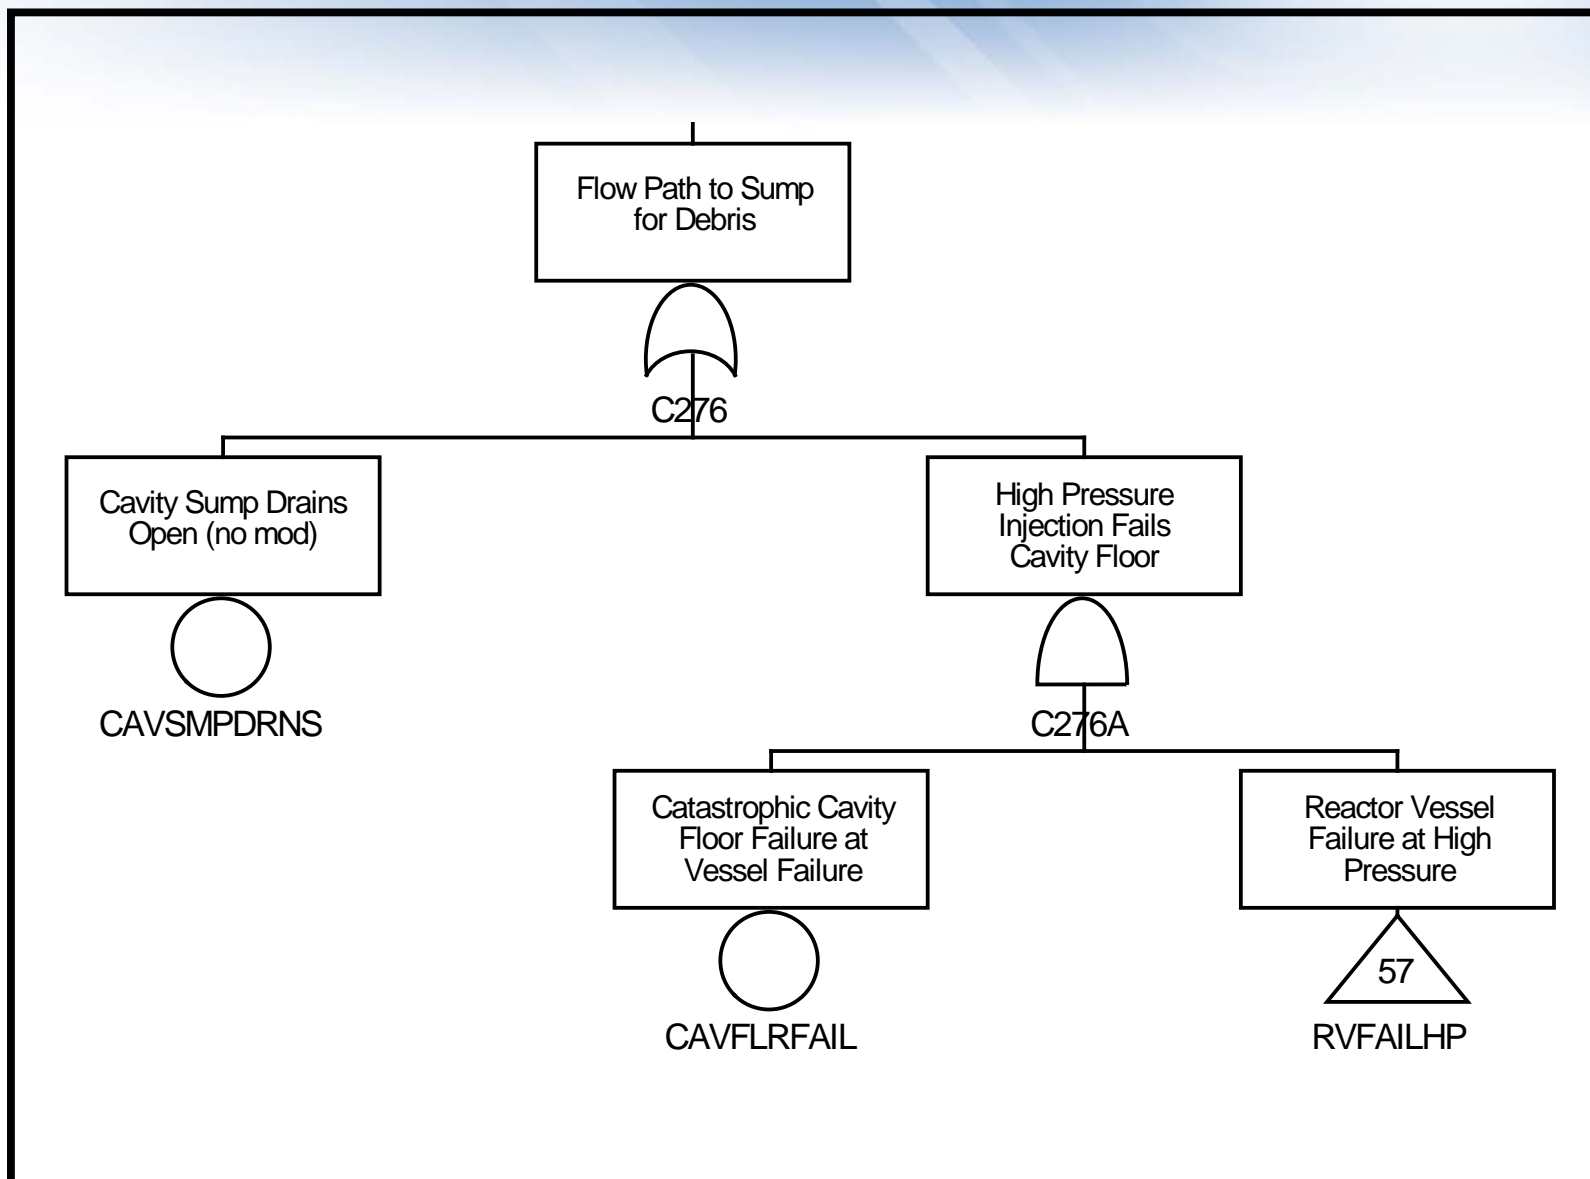 Flow Path to Sump
for Debris
C276
Cavity Sump Drains
Open (no mod)
CAVSMPDRNS
High Pressure
Injection Fails
Cavity Floor
C276A
Catastrophic Cavity
Floor Failure at
Vessel Failure
CAVFLRFAIL
Reactor Vessel
Failure at High
Pressure
57
RVFAILHP